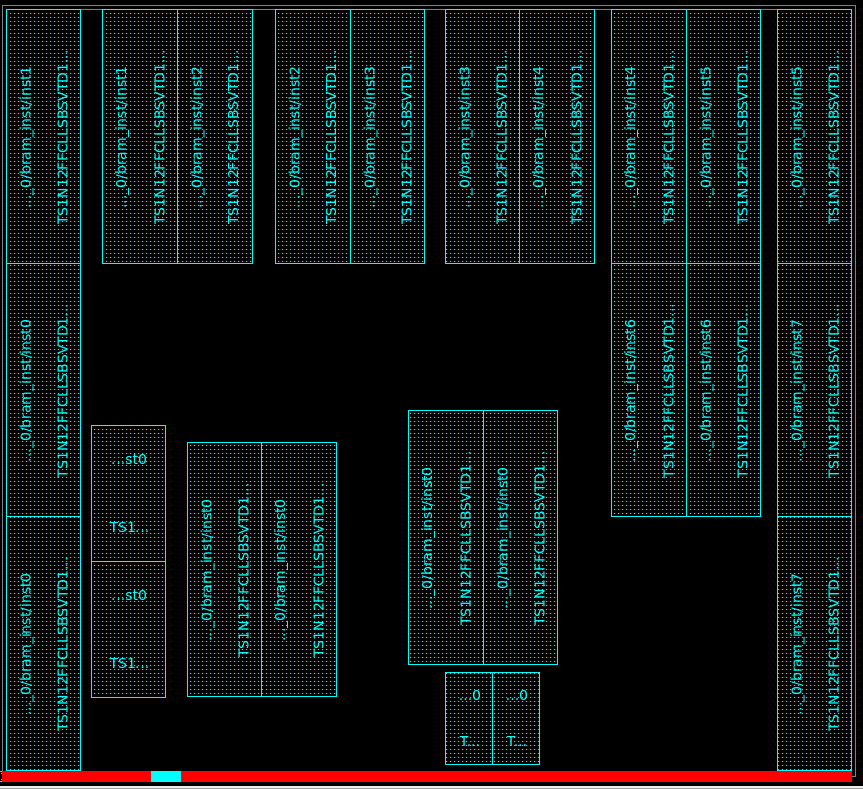 ..._0/bram_inst/inst1
TS1N12FFCLLSBSVTD1...
..._0/bram_inst/inst1
TS1N12FFCLLSBSVTD1...
..._0/bram_inst/inst2
TS1N12FFCLLSBSVTD1...
..._0/bram_inst/inst2
TS1N12FFCLLSBSVTD1...
..._0/bram_inst/inst3
TS1N12FFCLLSBSVTD1...
..._0/bram_inst/inst3
TS1N12FFCLLSBSVTD1...
..._0/bram_inst/inst4
TS1N12FFCLLSBSVTD1...
..._0/bram_inst/inst4
TS1N12FFCLLSBSVTD1...
..._0/bram_inst/inst5
TS1N12FFCLLSBSVTD1...
..._0/bram_inst/inst5
TS1N12FFCLLSBSVTD1...
..._0/bram_inst/inst0
TS1N12FFCLLSBSVTD1...
..._0/bram_inst/inst6
TS1N12FFCLLSBSVTD1...
..._0/bram_inst/inst6
TS1N12FFCLLSBSVTD1...
..._0/bram_inst/inst7
TS1N12FFCLLSBSVTD1...
...st0
TS1...
...st0
TS1...
..._0/bram_inst/inst0
TS1N12FFCLLSBSVTD1...
..._0/bram_inst/inst0
TS1N12FFCLLSBSVTD1...
..._0/bram_inst/inst0
TS1N12FFCLLSBSVTD1...
..._0/bram_inst/inst0
TS1N12FFCLLSBSVTD1...
..._0/bram_inst/inst0
TS1N12FFCLLSBSVTD1...
..._0/bram_inst/inst7
TS1N12FFCLLSBSVTD1...
...0
T...
...0
T...